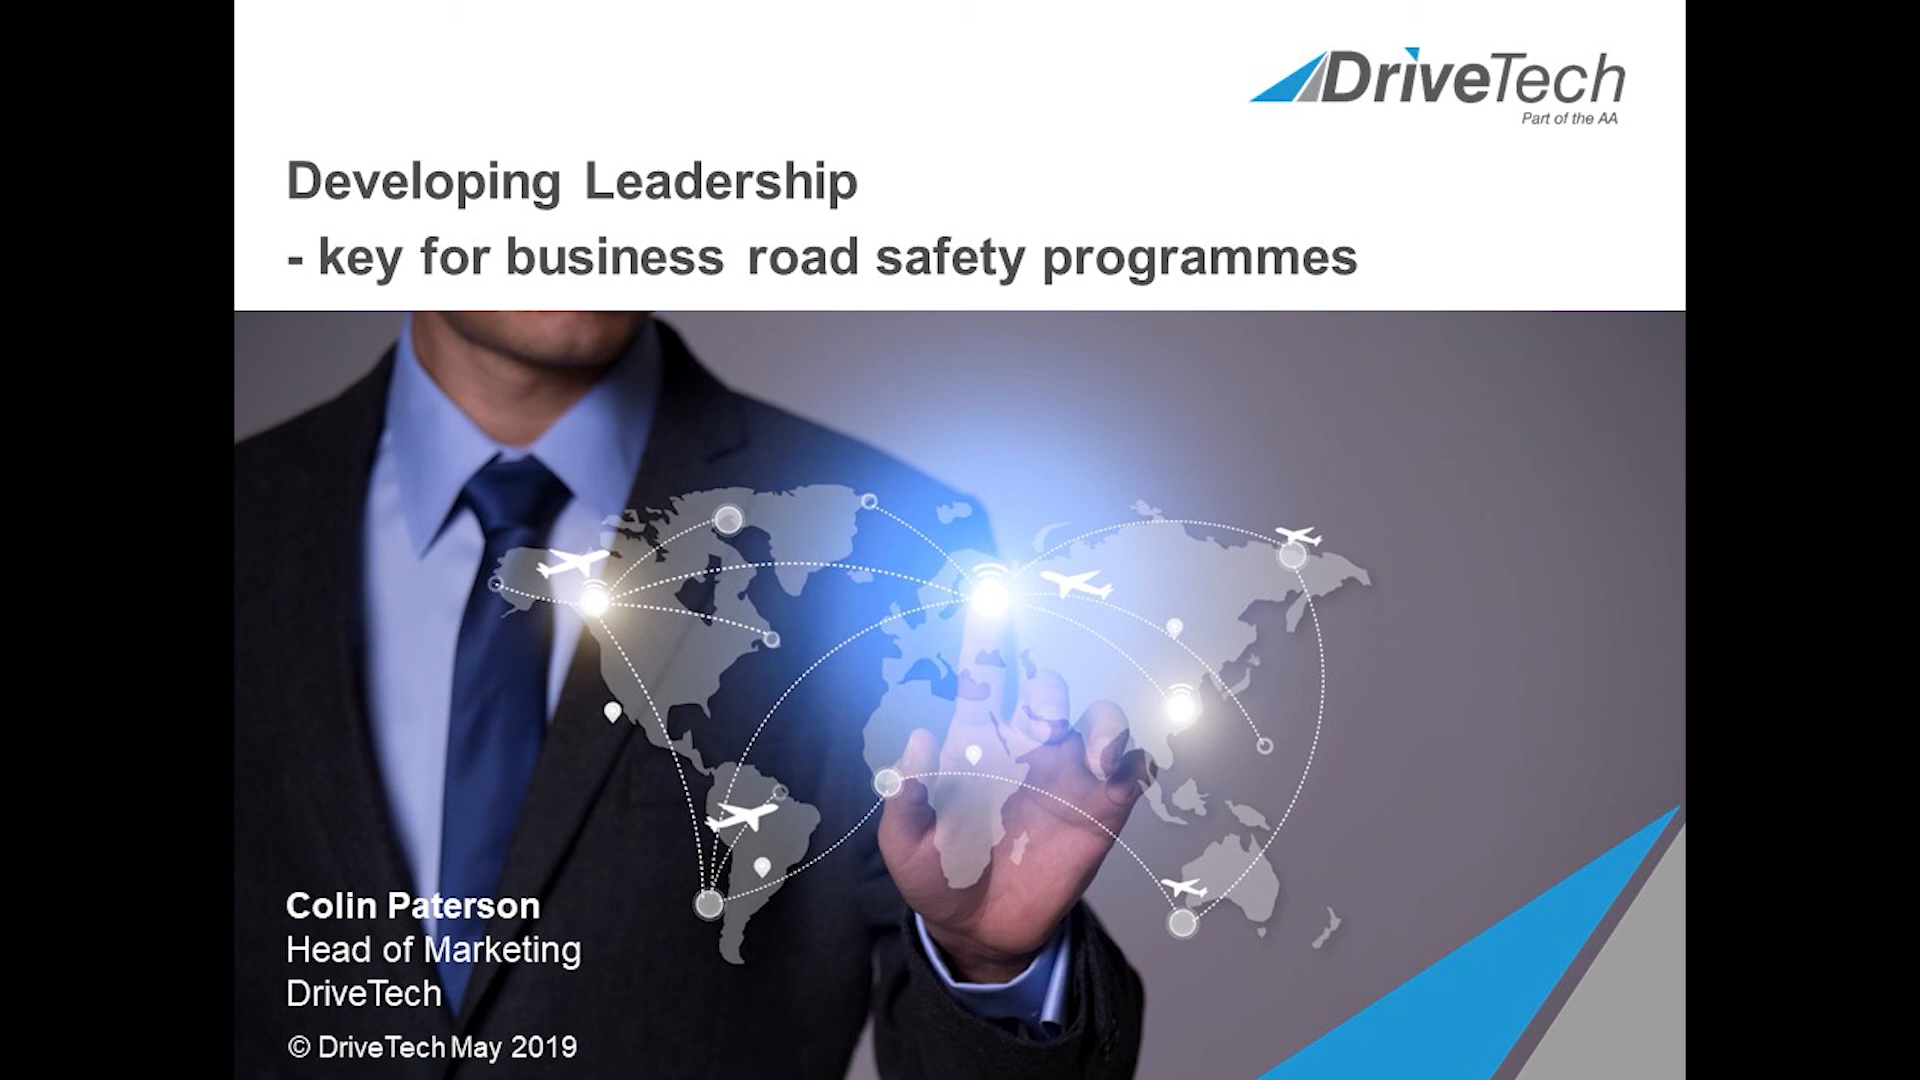 DriveTech
Part of the AA
Developing Leadership
- key for business road safety programmes
Colin Paterson
Head of Marketing
DriveTech
© DriveTech May 2019